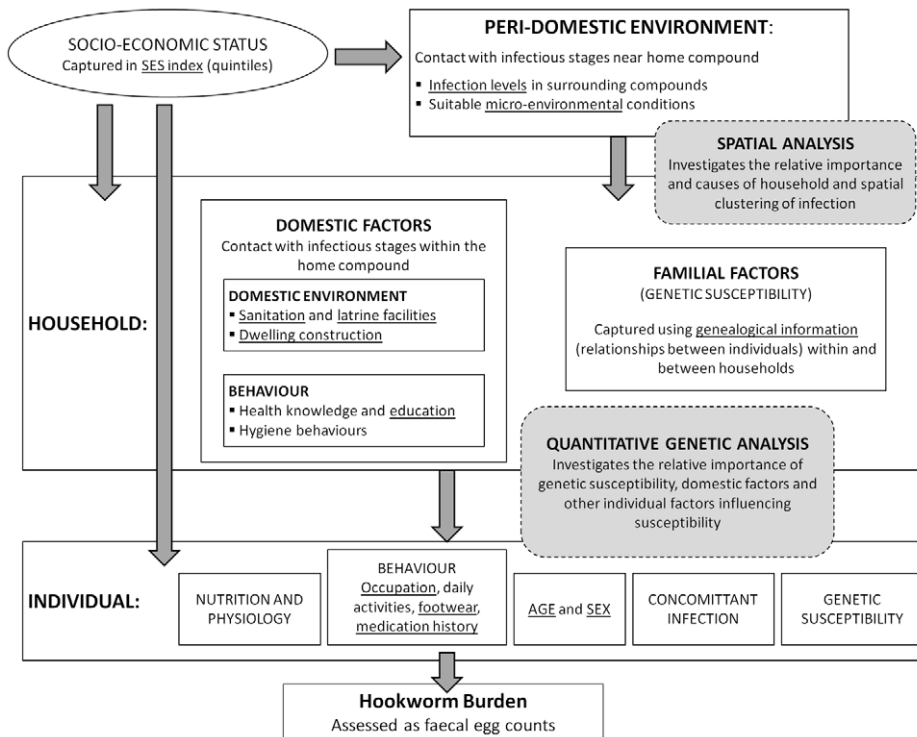 SOCIO-ECONOMIC STATUS
Captured in SES index (quintiles)
PERI-DOMESTIC ENVIRONMENT:
Contact with infectious stages near home compound
▪ Infection levels in surrounding compounds
▪ Suitable micro-environmental conditions
SPATIAL ANALYSIS
Investigates the relative importance
and causes of household and spatial
clustering of infection
HOUSEHOLD:
DOMESTIC FACTORS
Contact with infectious stages within the
home compound
DOMESTIC ENVIRONMENT
▪ Sanitation and latrine facilities
▪ Dwelling construction
BEHAVIOUR
▪ Health knowledge and education
▪ Hygiene behaviours
FAMILIAL FACTORS
(GENETIC SUSCEPTIBILITY)
Captured using genealogical information
(relationships between individuals) within and
between households
QUANTITATIVE GENETIC ANALYSIS
Investigates the relative importance of
genetic susceptibility, domestic factors and
other individual factors influencing
susceptibility
INDIVIDUAL:
NUTRITION AND
PHYSIOLOGY
BEHAVIOUR
Occupation, daily
activities, footwear,
medication history
AGE and SEX
CONCOMITTANT
INFECTION
GENETIC
SUSCEPTIBILITY
Hookworm Burden
Assessed as faecal egg counts